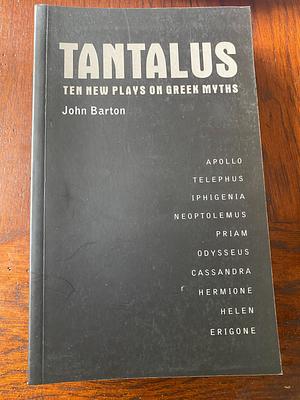 TANTALUS
TEN NEW PLAYS ON GREEK MYTHS
John Barton
APOLLO
TELEPHUS
IPHIGENIA
NEOPTOLEMUS
PRIAM
ODYSSEUS
CASSANDRA
HERMIONE
HELEN
ERIGONE